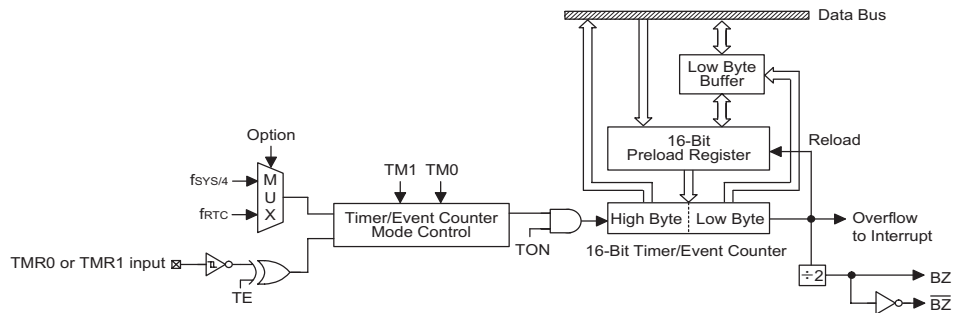 Data Bus
Low Byte
Buffer
Option
16-Bit
Preload Register
Reload
fSYS/4
M
U
X
TM1 TM0
fRTC
Timer/Event Counter
Mode Control
High Byte Low Byte
Overflow
to Interrupt
TON
16-Bit Timer/Event Counter
TMR0 or TMR1 input
TE
÷2
BZ
B̅Z̅